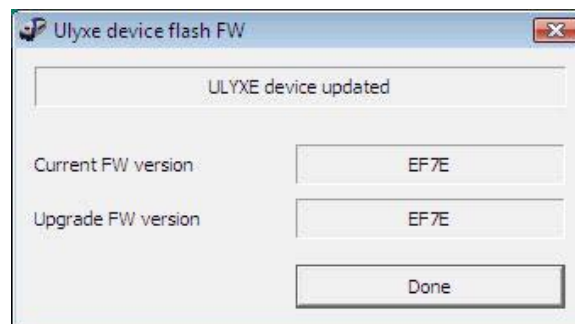 Ulyxe device flash FW
ULYXE device updated
Current FW version EF7E
Upgrade FW version EF7E
Done